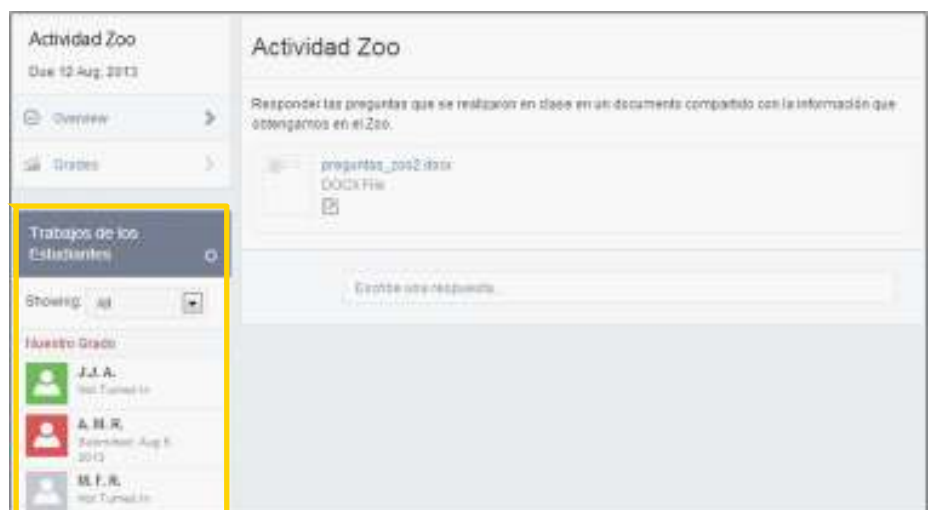 Actividad Zoo
Due 12 Aug, 2013
Overview
Grades
Trabajos de los
Estudiantes
Showing: All
Nuestro Grado
J.J. A.
Not Turned In
A. M. R.
Submitted: Aug
2013
M. F. R.
Not Turned In
Actividad Zoo
Responder las preguntas que se realizaron en clase en un documento compartido con la información que
obtengamos en el Zoo.
preguntas_zoo2.docx
DOCX File
Escribe una respuesta...